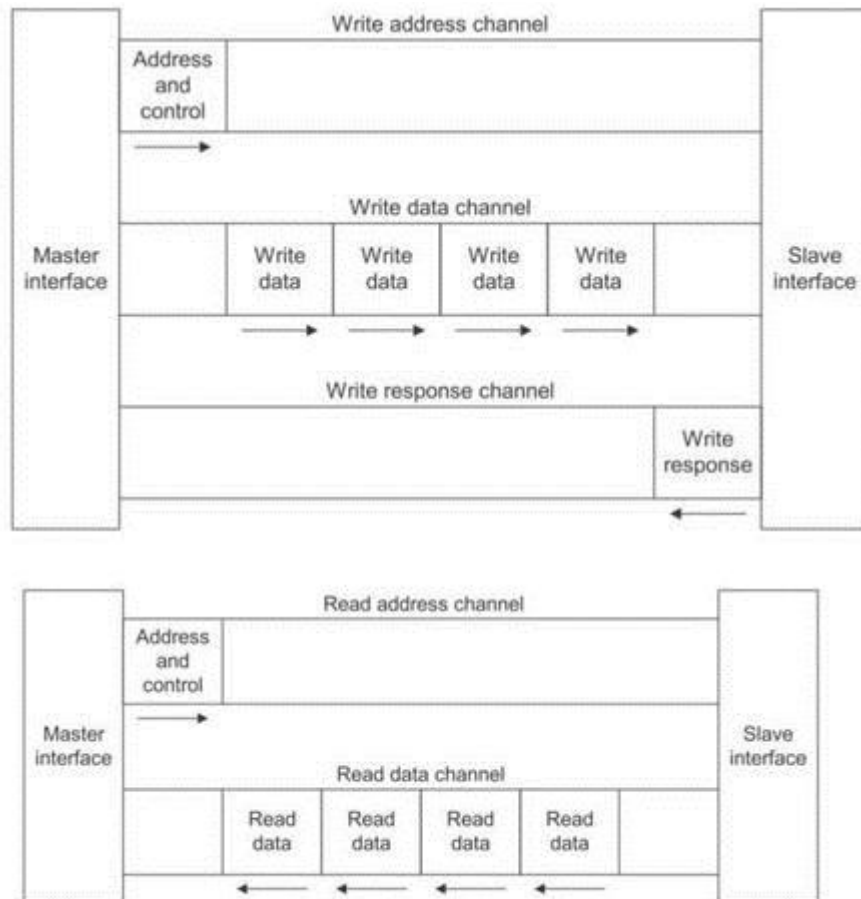 Write address channel
Address
and
control
Write data channel
Master
interface
Write
data
Write
data
Write
data
Write
data
Slave
interface
Write response channel
Write
response
Read address channel
Address
and
control
Master
interface
Slave
interface
Read data channel
Read
data
Read
data
Read
data
Read
data